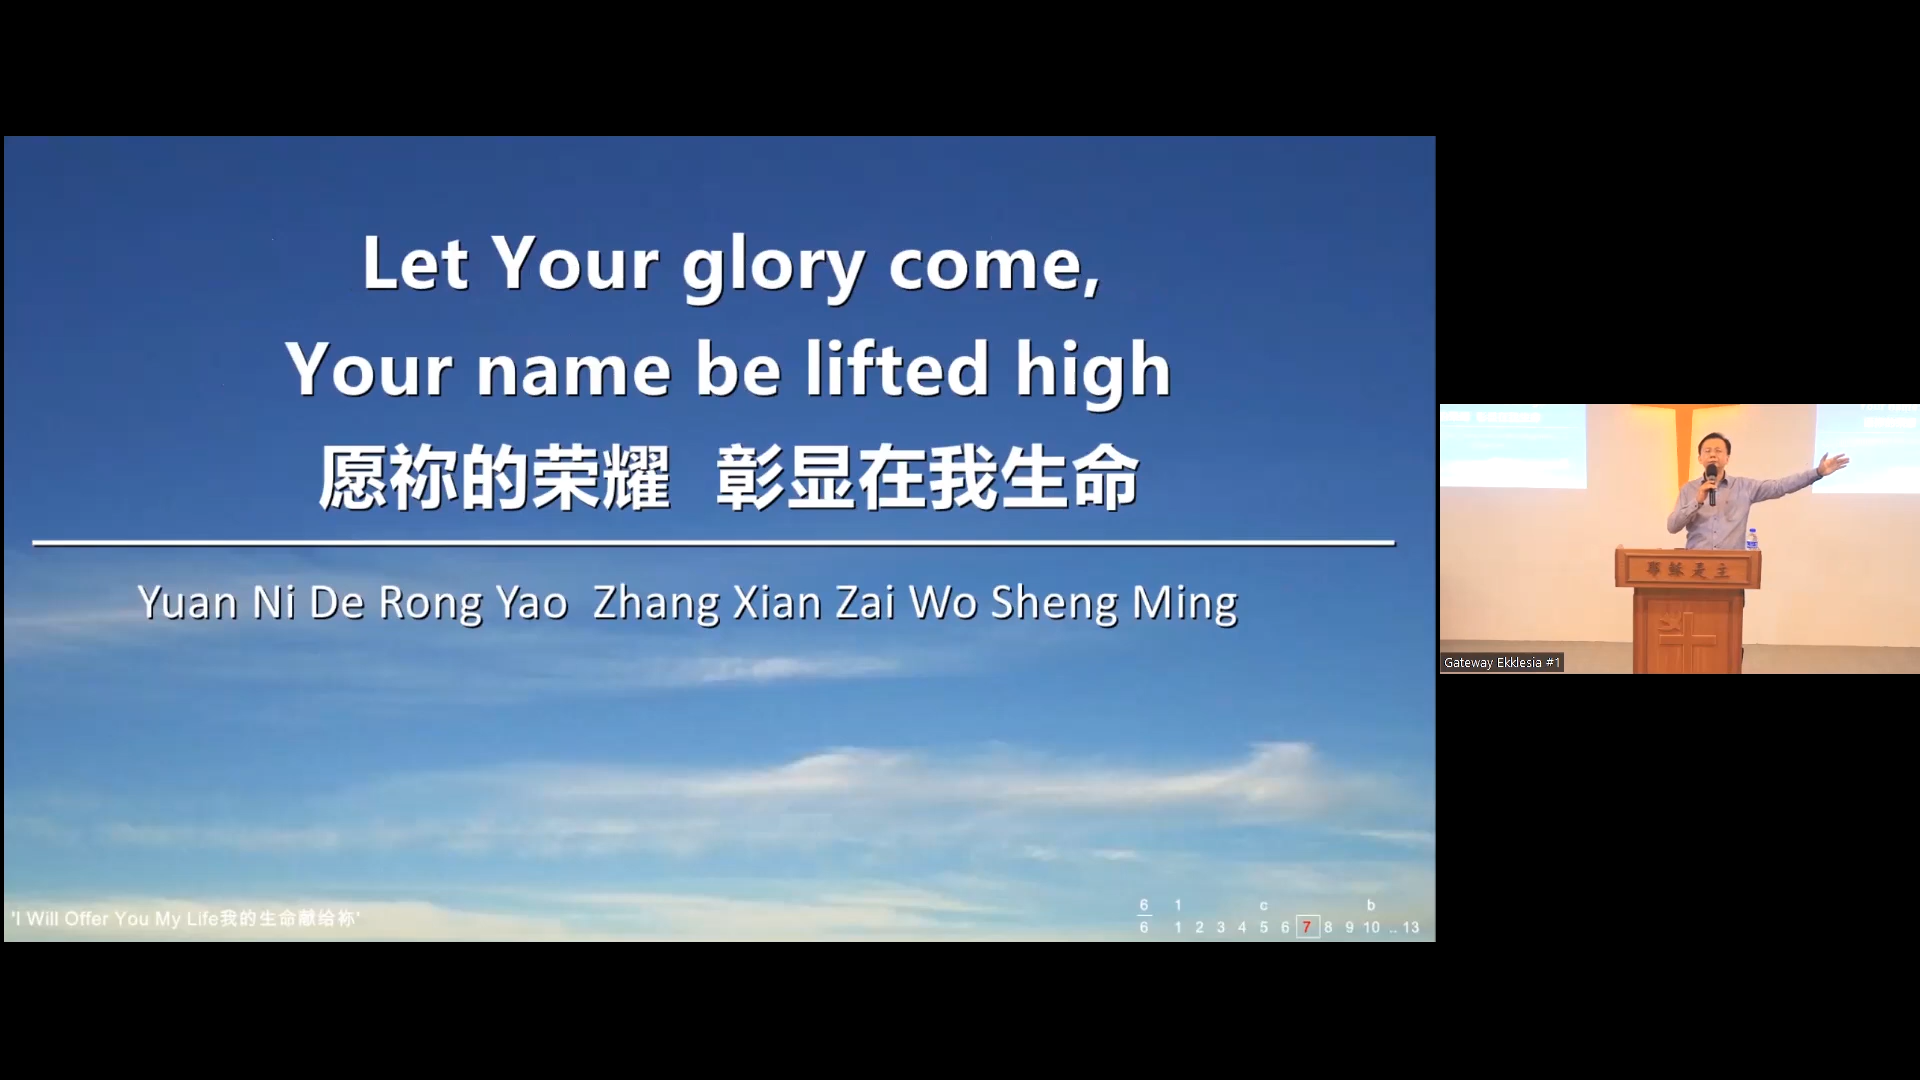 Let Your glory come,
Your name be lifted high
愿祢的荣耀 彰显在我生命
Yuan Ni De Rong Yao Zhang Xian Zai Wo Sheng Ming
'I Will Offer You My Life我的生命献给祢'
6 1 c b
6 1 2 3 4 5 6 7 8 9 10 .. 13
耶穌是主
Gateway Ekklesia #1